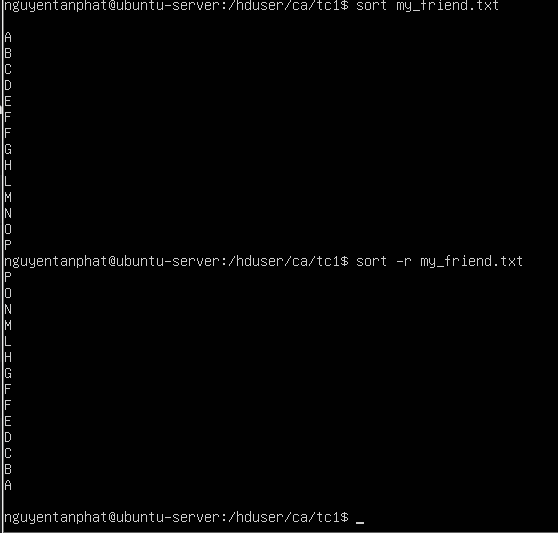 nguyentanphat@ubuntu-server:/hduser/ca/tc1$ sort my_friend.txt

A
B
C
D
E
F
F
G
H
L
M
N
O
P
nguyentanphat@ubuntu-server:/hduser/ca/tc1$ sort -r my_friend.txt
P
O
N
M
L
H
G
F
F
E
D
C
B
A

nguyentanphat@ubuntu-server:/hduser/ca/tc1$ _